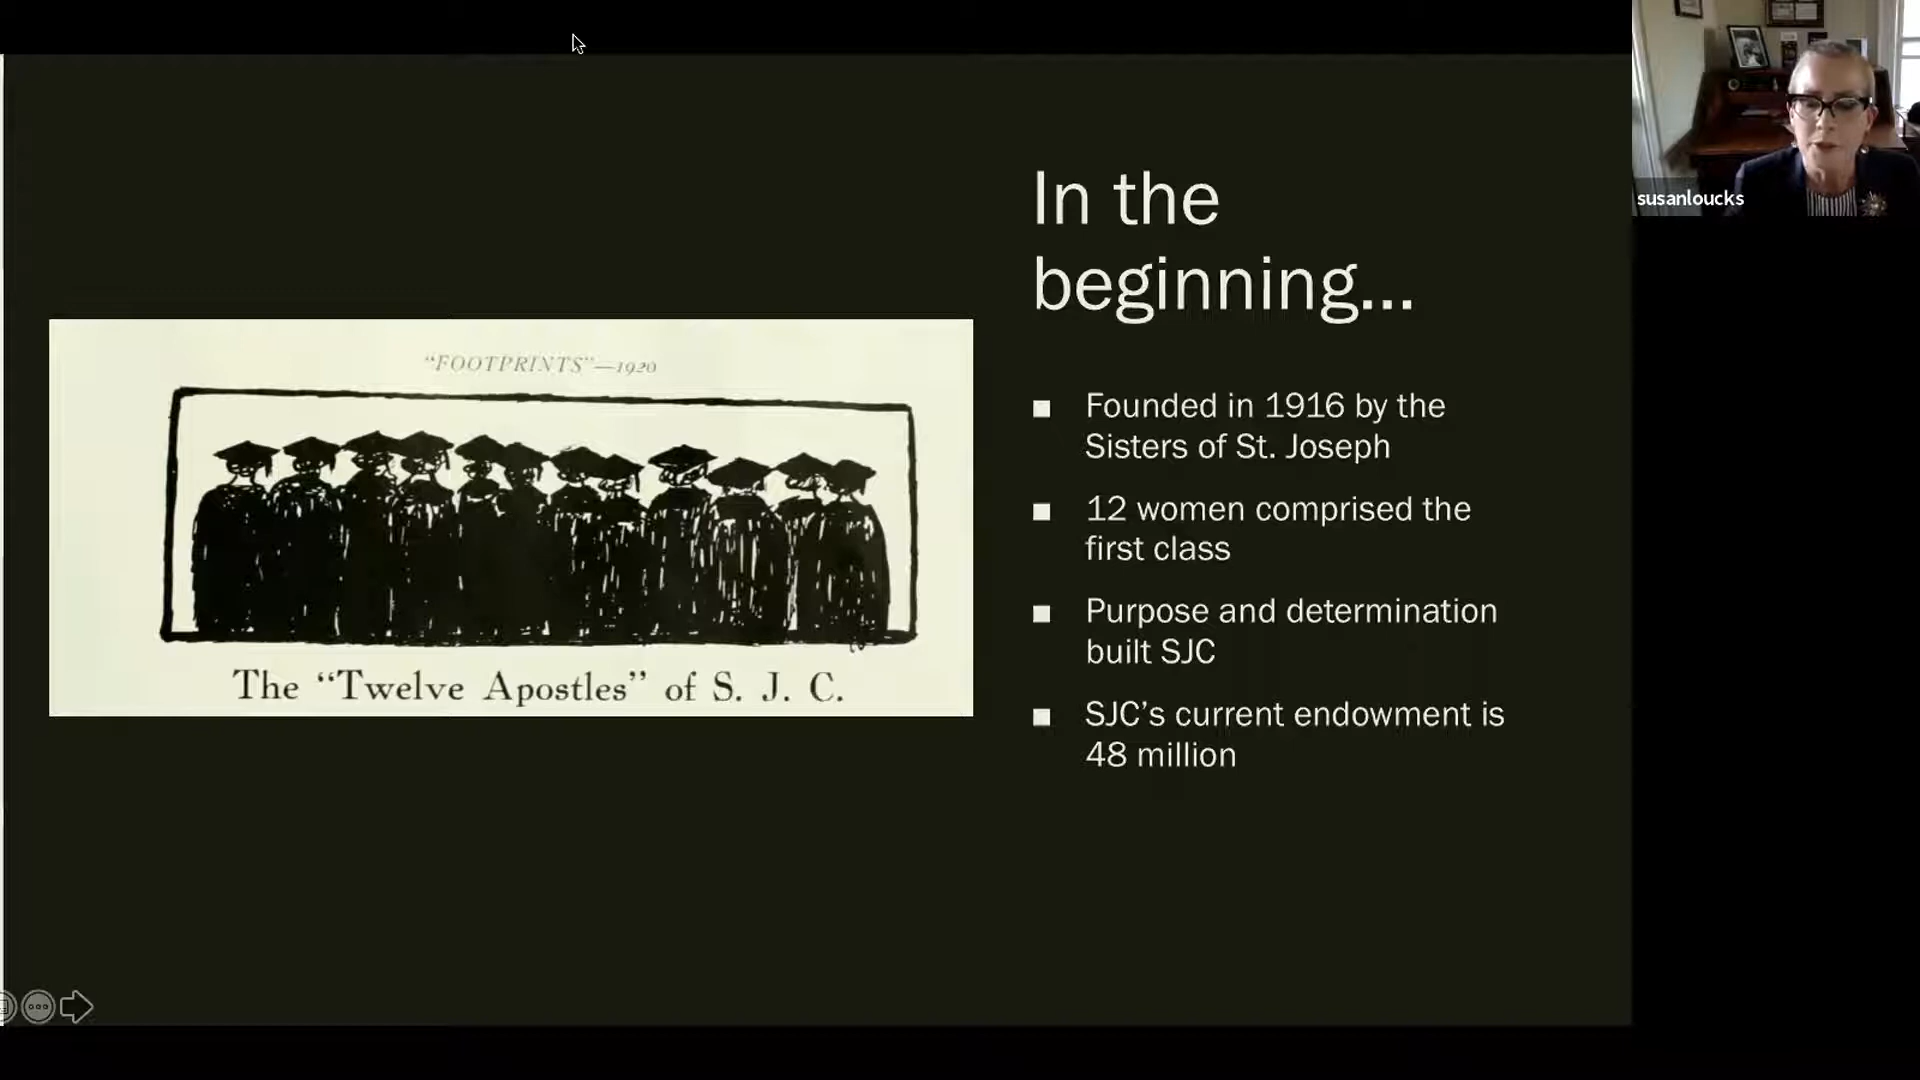 In the
beginning...
"FOOTPRINTS"—1920
The "Twelve Apostles" of S. J. C.
■ Founded in 1916 by the
Sisters of St. Joseph
■ 12 women comprised the
first class
■ Purpose and determination
built SJC
■ SJC's current endowment is
48 million
susanloucks